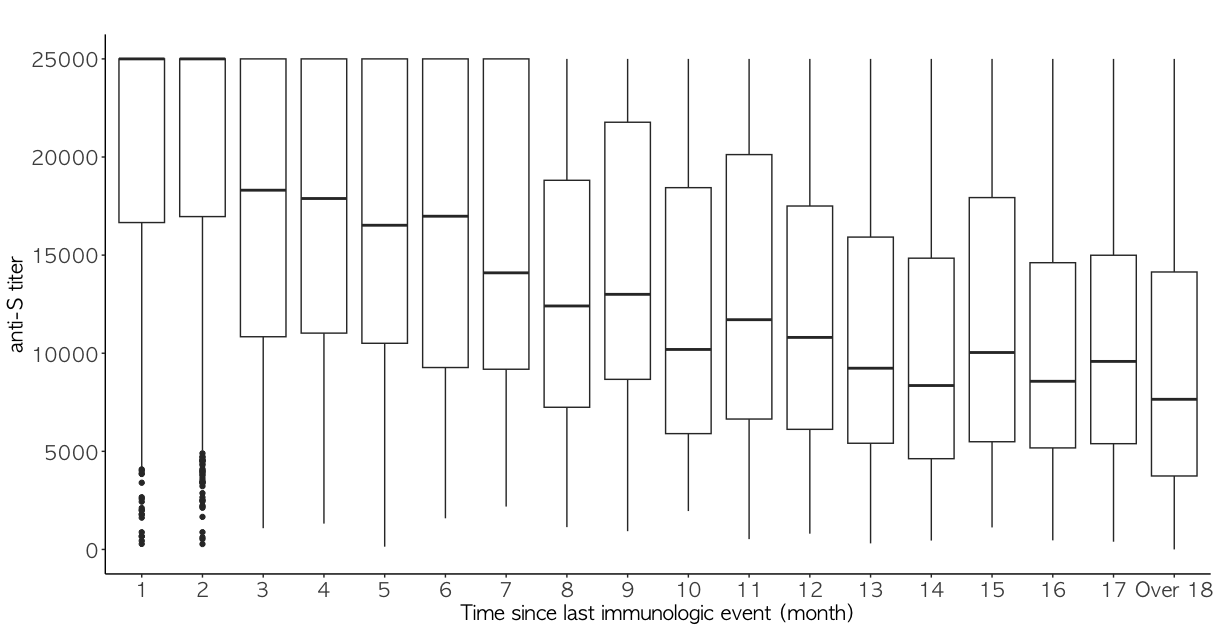 25000
20000
15000
10000
5000
0
anti-S titer
1 2 3 4 5 6 7 8 9 10 11 12 13 14 15 16 17 Over 18
Time since last immunologic event (month)